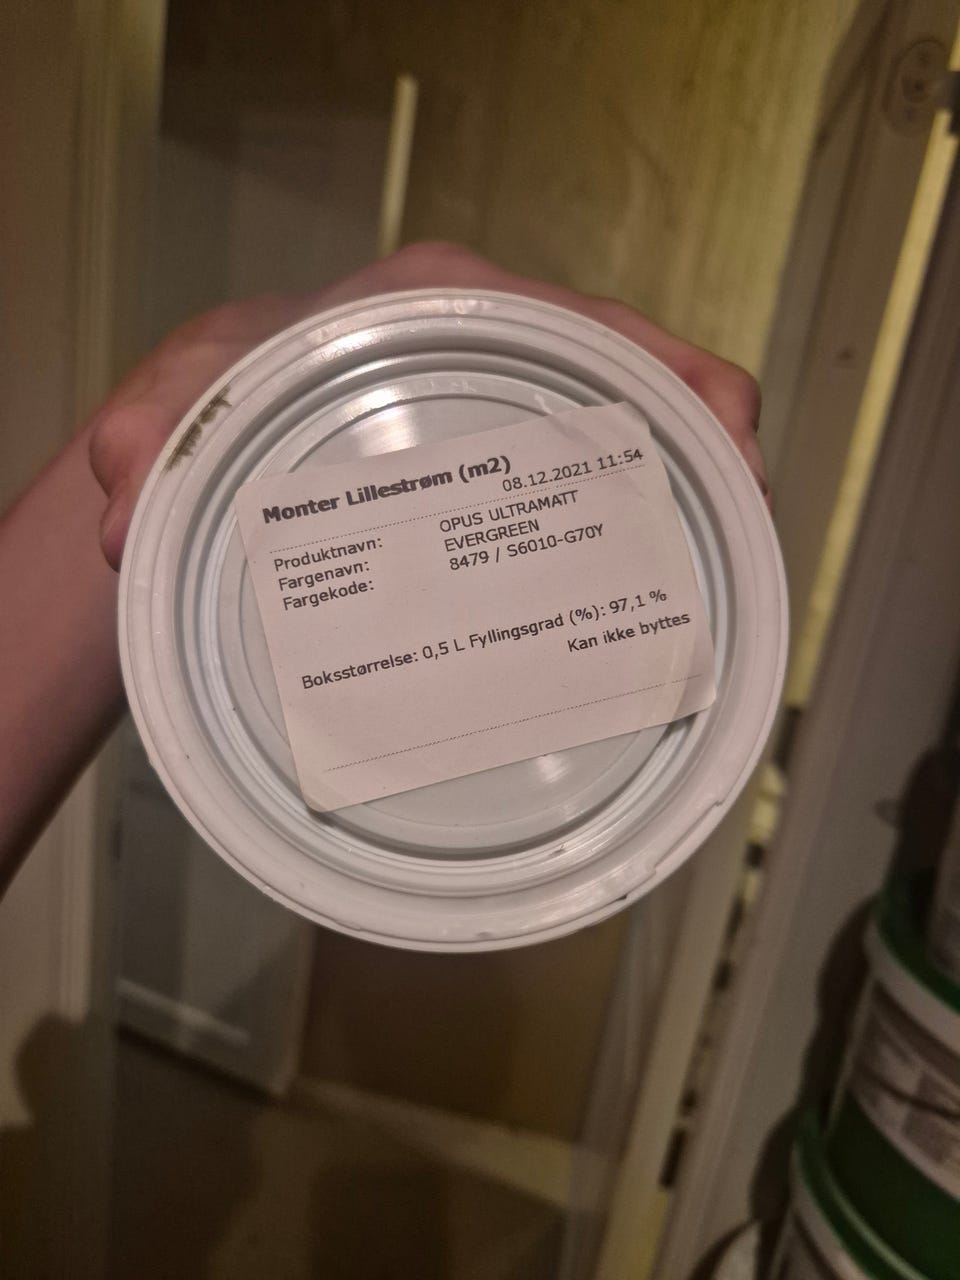 Monter Lillestrøm (m2)
08.12.2021 11:54
Produktnavn: OPUS ULTRAMATT
Fargenavn: EVERGREEN
Fargekode: 8479 / S6010-G70Y
Boksstørrelse: 0,5 L Fyllingsgrad (%): 97,1 %
Kan ikke byttes